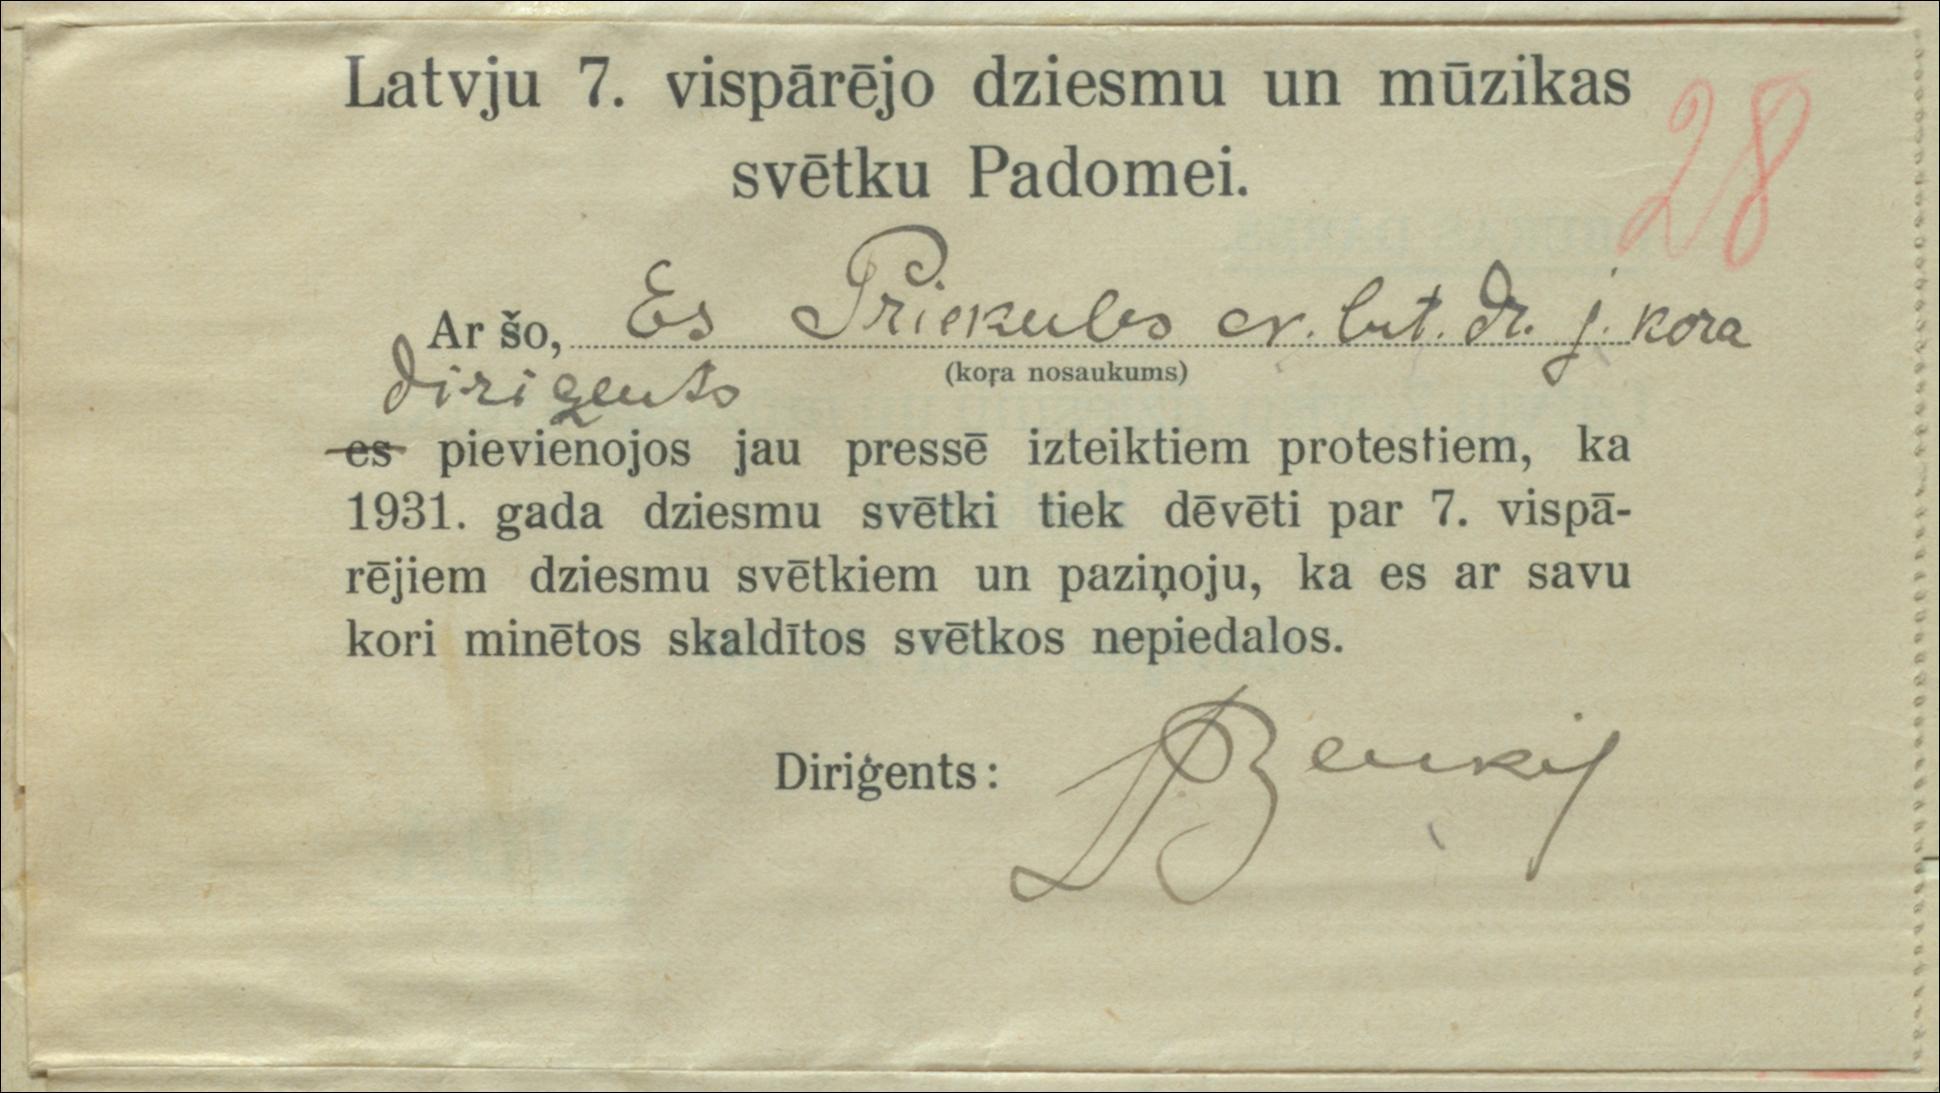 Latvju 7. vispārējo dziesmu un mūzikas
28
svētku Padomei.
Ar šo, Es Priekules ev. lut. dr. j. kora
(koŗa nosaukums)
diriģents
es pievienojos jau pressē izteiktiem protestiem, ka
1931. gada dziesmu svētki tiek dēvēti par 7. vispā-
rējiem dziesmu svētkiem un paziņoju, ka es ar savu
kori minētos skaldītos svētkos nepiedalos.
Diriģents: